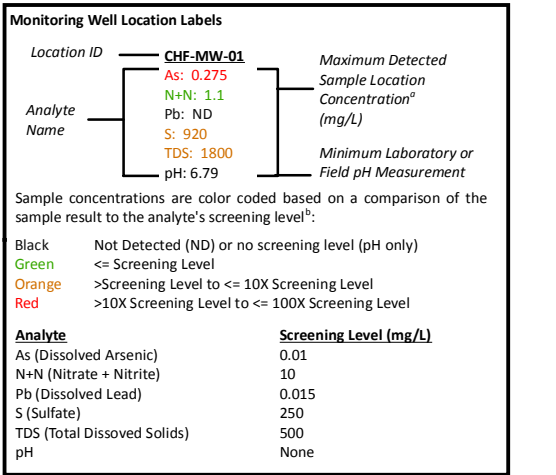 Monitoring Well Location Labels
Location ID
CHF-MW-01
As: 0.275
N+N: 1.1
Pb: ND
S: 920
TDS: 1800
pH: 6.79
Analyte
Name
Maximum Detected
Sample Location
Concentrationᵃ
(mg/L)
Minimum Laboratory or
Field pH Measurement
Sample concentrations are color coded based on a comparison of the
sample result to the analyte's screening levelᵇ:
Black Not Detected (ND) or no screening level (pH only)
Green <= Screening Level
Orange >Screening Level to <= 10X Screening Level
Red >10X Screening Level to <= 100X Screening Level
Analyte Screening Level (mg/L)
As (Dissolved Arsenic) 0.01
N+N (Nitrate + Nitrite) 10
Pb (Dissolved Lead) 0.015
S (Sulfate) 250
TDS (Total Dissoved Solids) 500
pH None